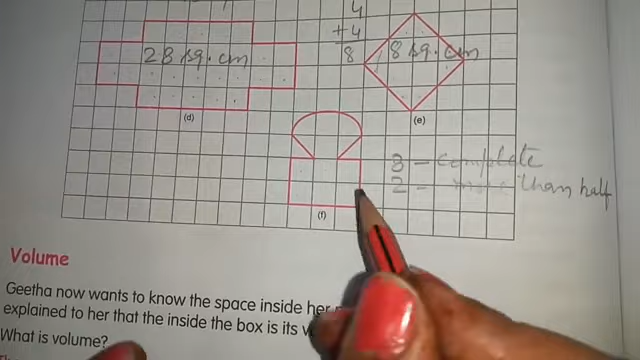 4
+4
8
28 sq.cm
8 sq.cm
(d)
(e)
8 - complete
2 - more than half
(f)
Volume
Geetha now wants to know the space inside her
explained to her that the inside the box is its
What is volume?